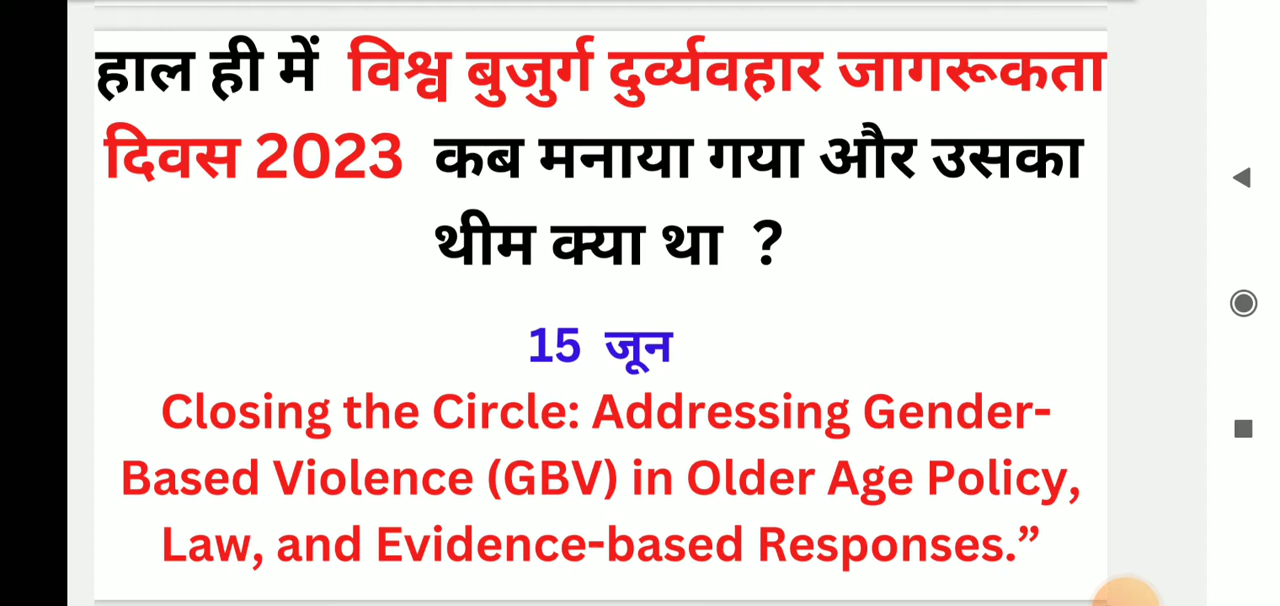 हाल ही में विश्व बुजुर्ग दुर्व्यवहार जागरूकता
दिवस 2023 कब मनाया गया और उसका
थीम क्या था ?
15 जून
Closing the Circle: Addressing Gender-
Based Violence (GBV) in Older Age Policy,
Law, and Evidence-based Responses.”